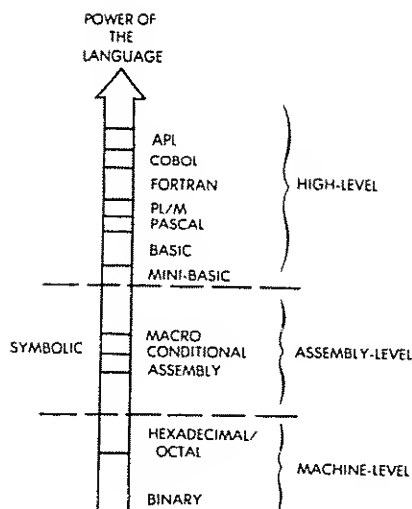 POWER OF
THE
LANGUAGE
APL
COBOL
FORTRAN
PL/M
PASCAL
BASIC
MINI-BASIC
HIGH-LEVEL
SYMBOLIC
MACRO
CONDITIONAL
ASSEMBLY
ASSEMBLY-LEVEL
HEXADECIMAL/
OCTAL
BINARY
MACHINE-LEVEL